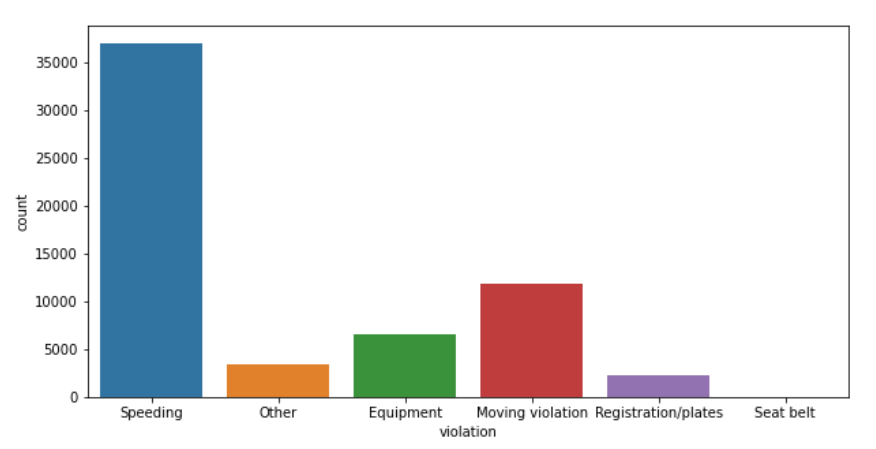 35000
30000
25000
20000
15000
10000
5000
0
count
Speeding Other Equipment Moving violation Registration/plates Seat belt
violation